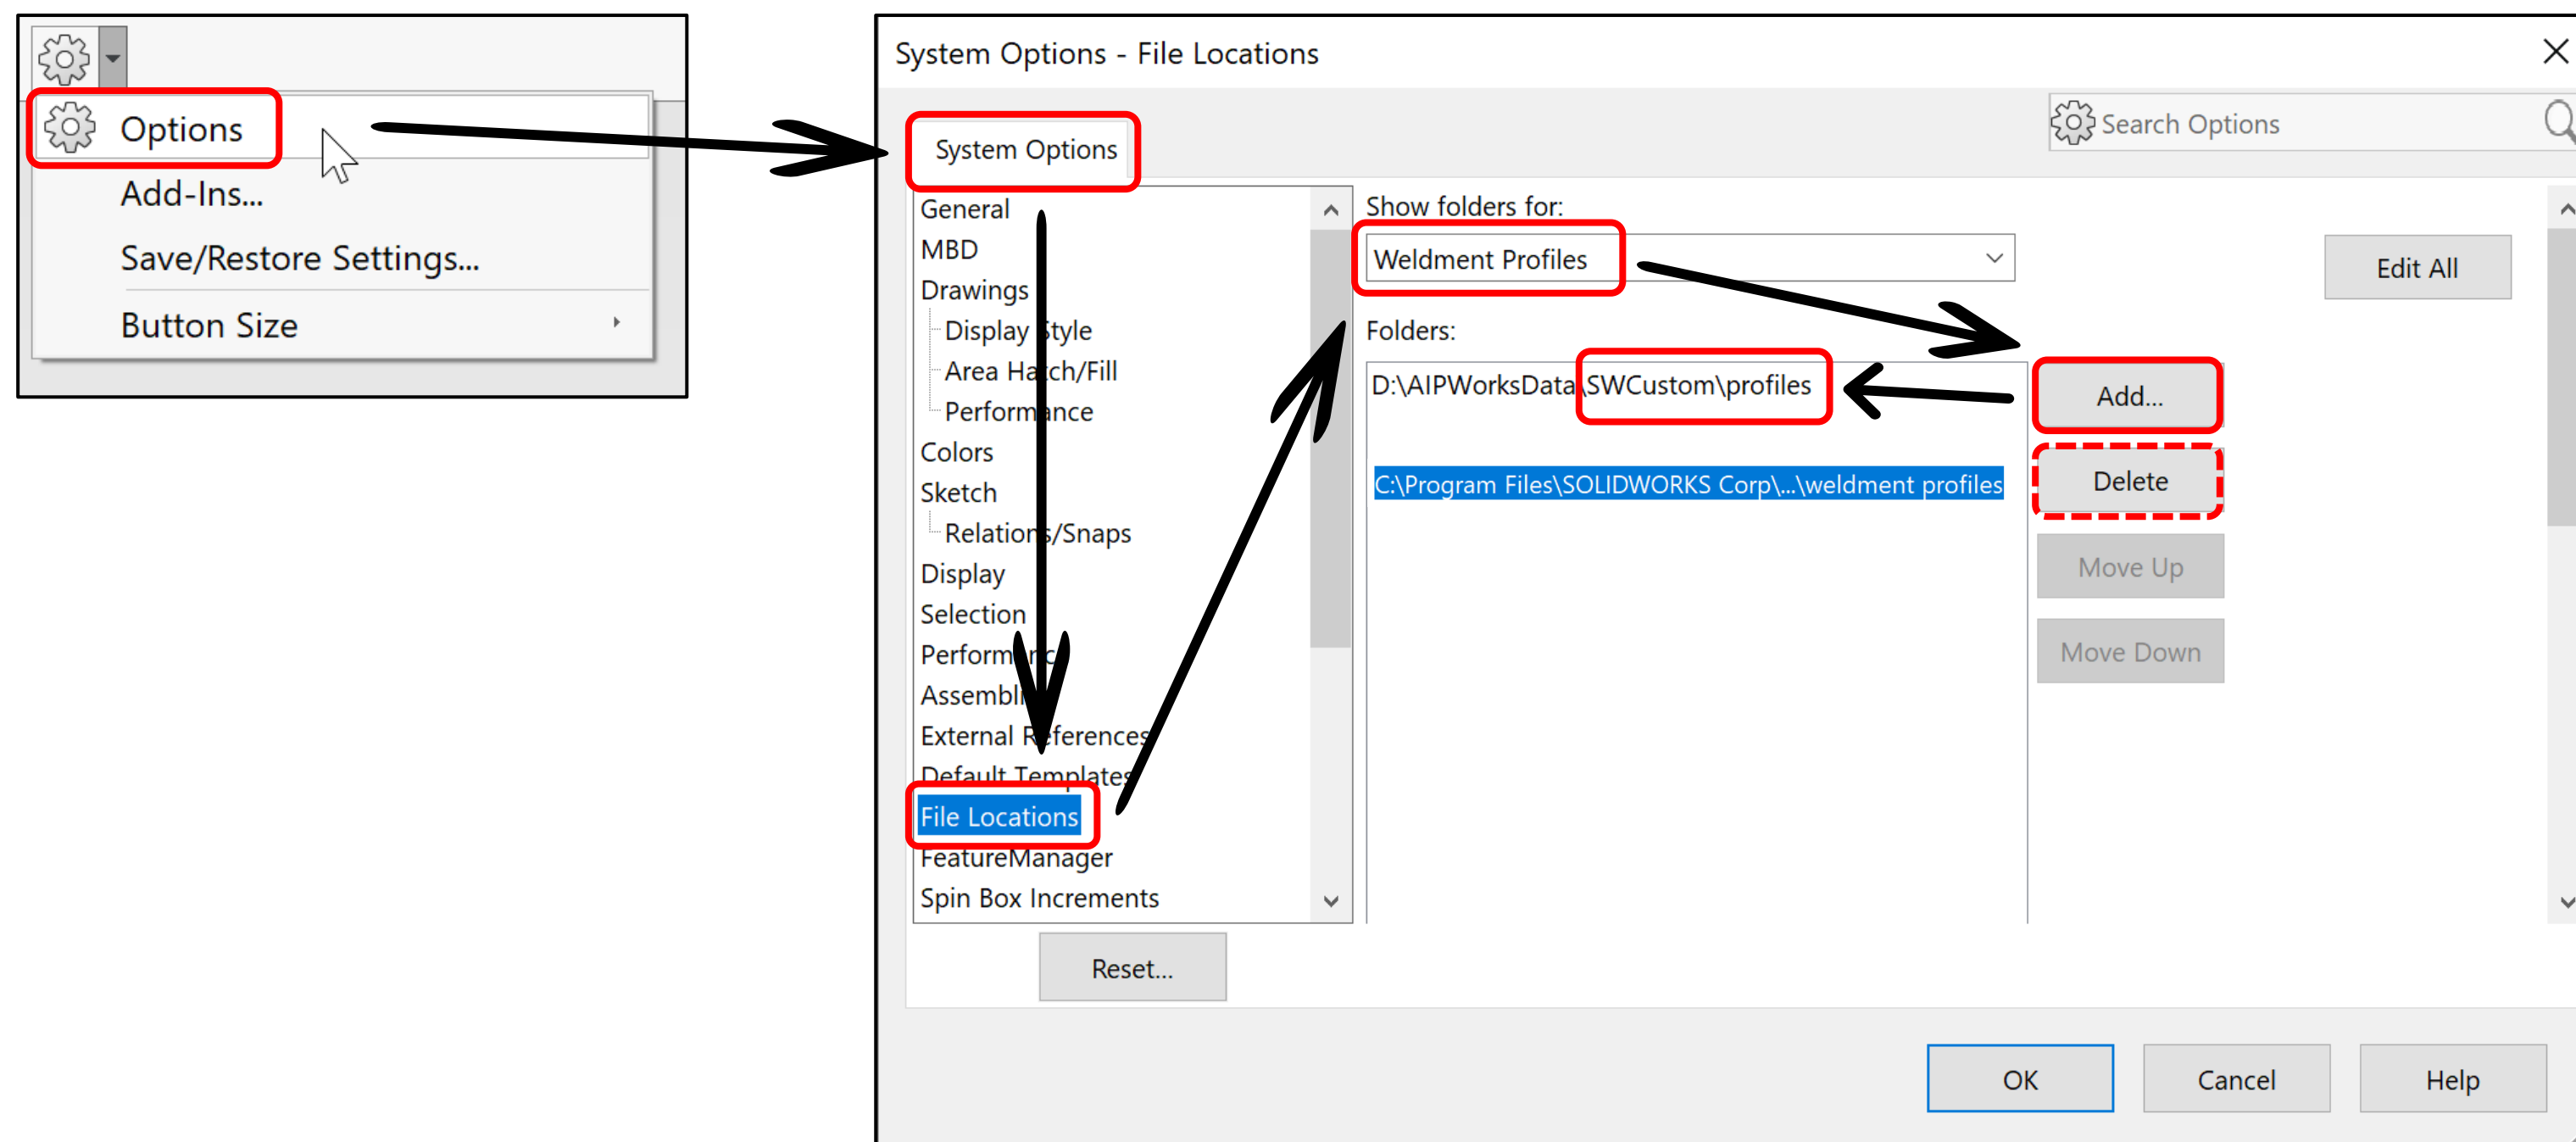 Options
Add-Ins...
Save/Restore Settings...
Button Size
System Options - File Locations
Search Options
System Options
General
MBD
Drawings
Display Style
Area Hatch/Fill
Performance
Colors
Sketch
Relations/Snaps
Display
Selection
Performance
Assemblies
External References
Default Templates
File Locations
FeatureManager
Spin Box Increments
Reset...
Show folders for:
Weldment Profiles
Edit All
Folders:
D:\AIPWorksData\SWCustom\profiles
C:\Program Files\SOLIDWORKS Corp\...\weldment profiles
Add...
Delete
Move Up
Move Down
OK
Cancel
Help